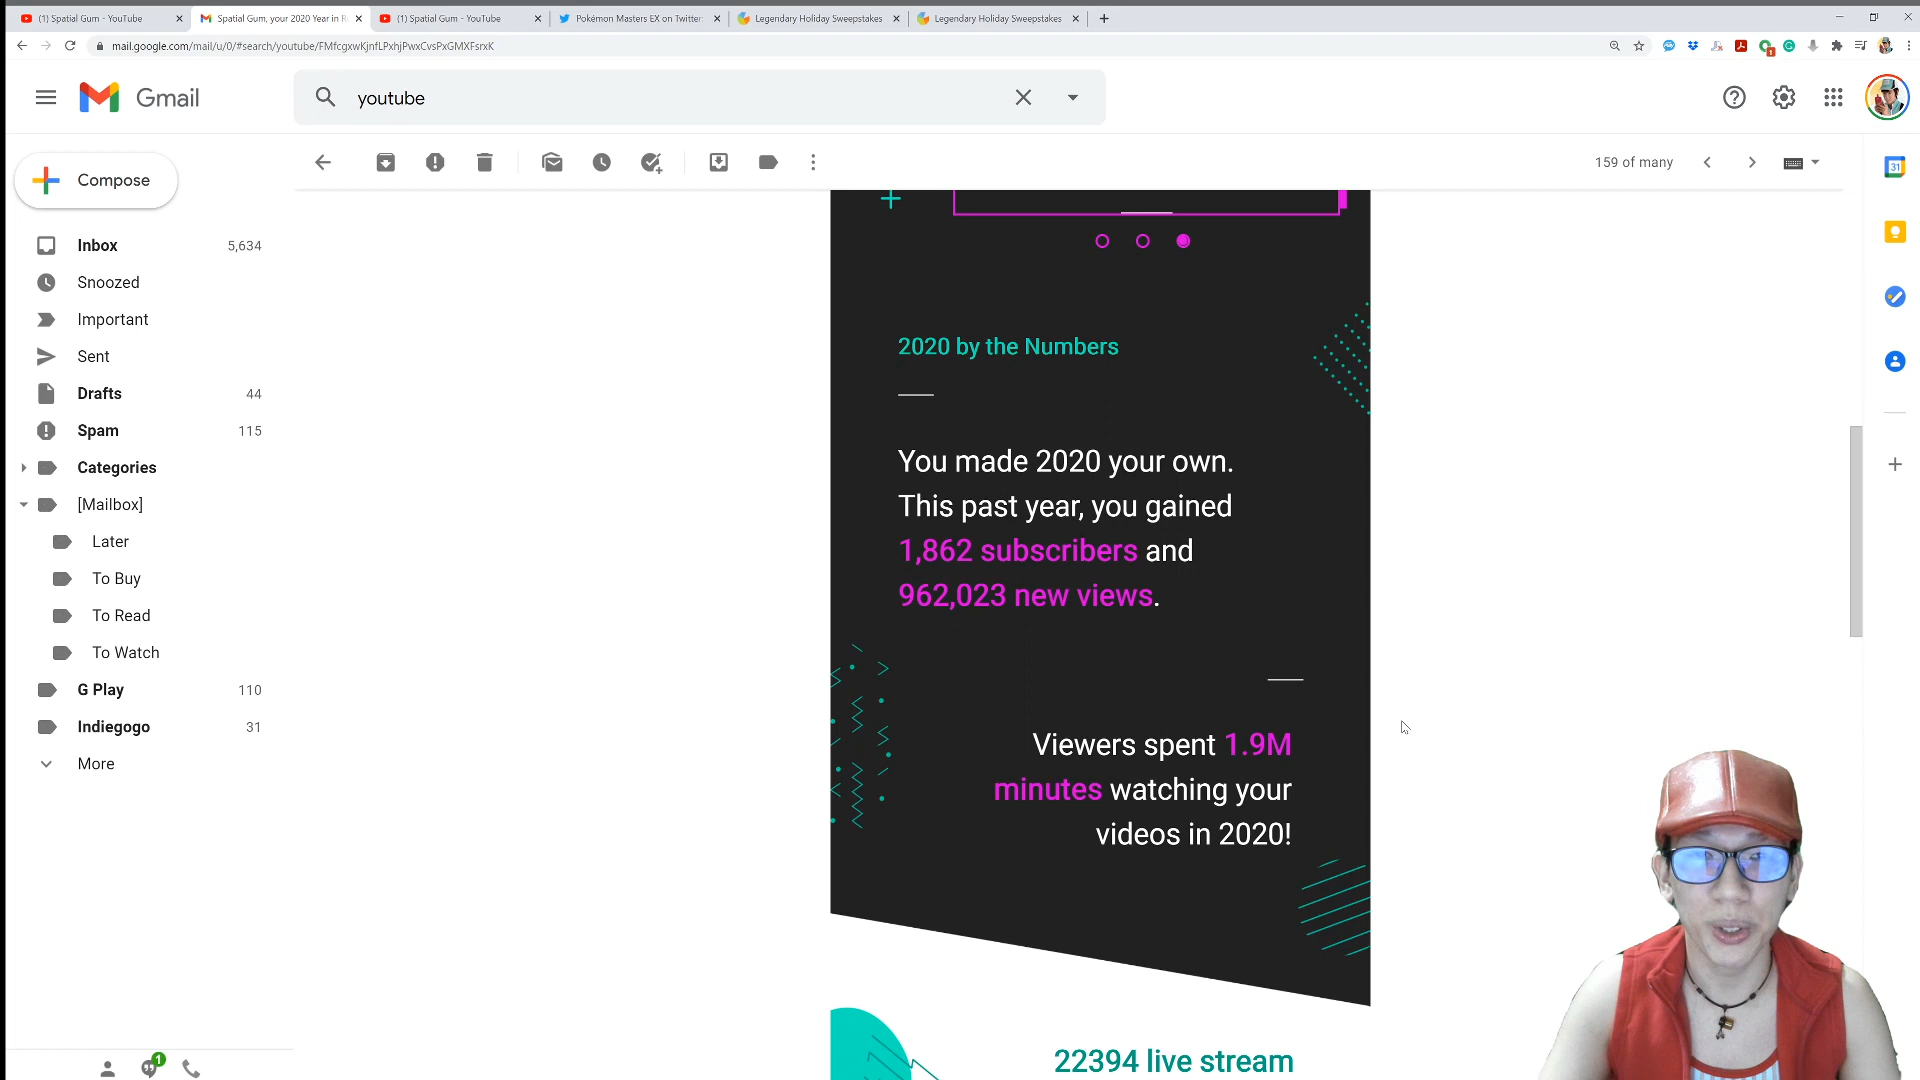 (1) Spatial Gum - YouTube
Spatial Gum, your 2020 Year in R
(1) Spatial Gum - YouTube
Pokémon Masters EX on Twitter:
Legendary Holiday Sweepstakes
Legendary Holiday Sweepstakes
mail.google.com/mail/u/0/#search/youtube/FMfcgxwKjnfLPxhjPwxCvsPxGMXFsrxK
Gmail
youtube
Compose
159 of many
31
Inbox 5,634
Snoozed
Important
Sent
Drafts 44
Spam 115
Categories
[Mailbox]
Later
To Buy
To Read
To Watch
G Play 110
Indiegogo 31
More
1
2020 by the Numbers
You made 2020 your own.
This past year, you gained
1,862 subscribers and
962,023 new views.
Viewers spent 1.9M
minutes watching your
videos in 2020!
22394 live stream